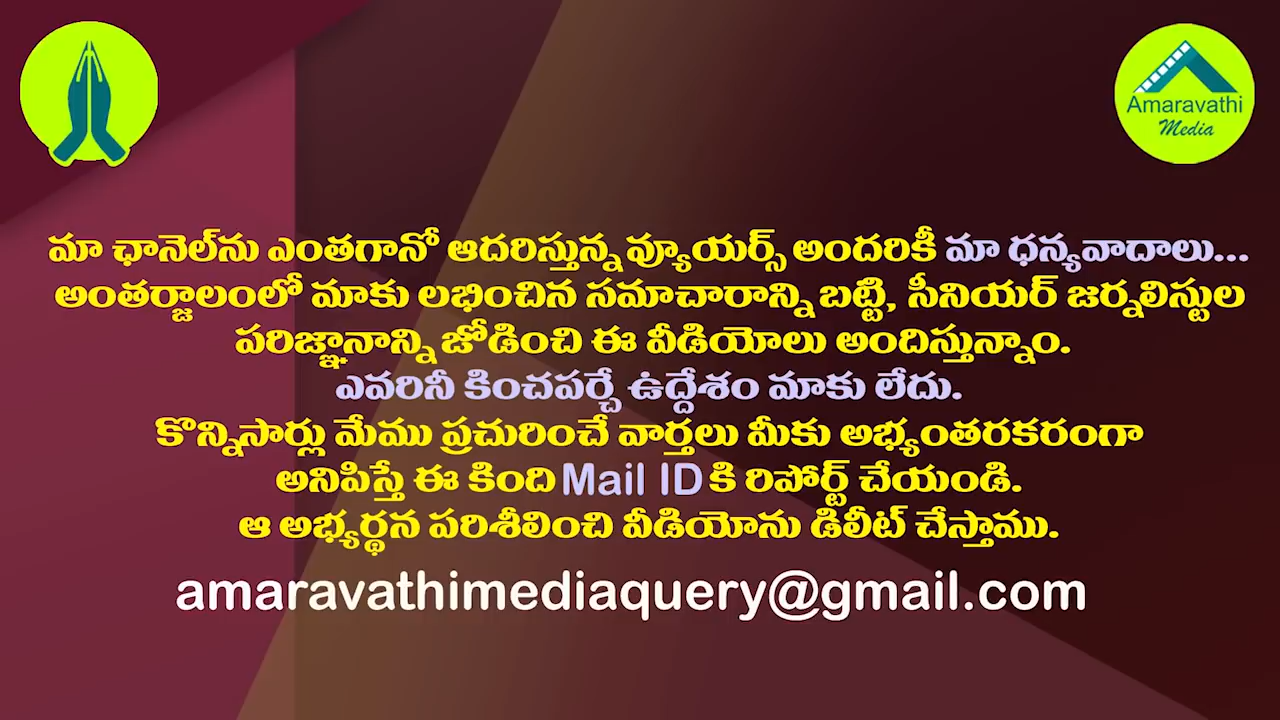 Amaravathi
Media
మా ఛానెల్‌ను ఎంతగానో ఆదరిస్తున్న వ్యూయర్స్ అందరికీ మా ధన్యవాదాలు...
అంతర్జాలంలో మాకు లభించిన సమాచారాన్ని బట్టి, సీనియర్ జర్నలిస్టుల
పరిజ్ఞానాన్ని జోడించి ఈ వీడియోలు అందిస్తున్నాం.
ఎవరినీ కించపర్చే ఉద్దేశం మాకు లేదు.
కొన్నిసార్లు మేము ప్రచురించే వార్తలు మీకు అభ్యంతరకరంగా
అనిపిస్తే ఈ కింది Mail ID కి రిపోర్ట్ చేయండి.
ఆ అభ్యర్థన పరిశీలించి వీడియోను డిలీట్ చేస్తాము.
amaravathimediaquery@gmail.com